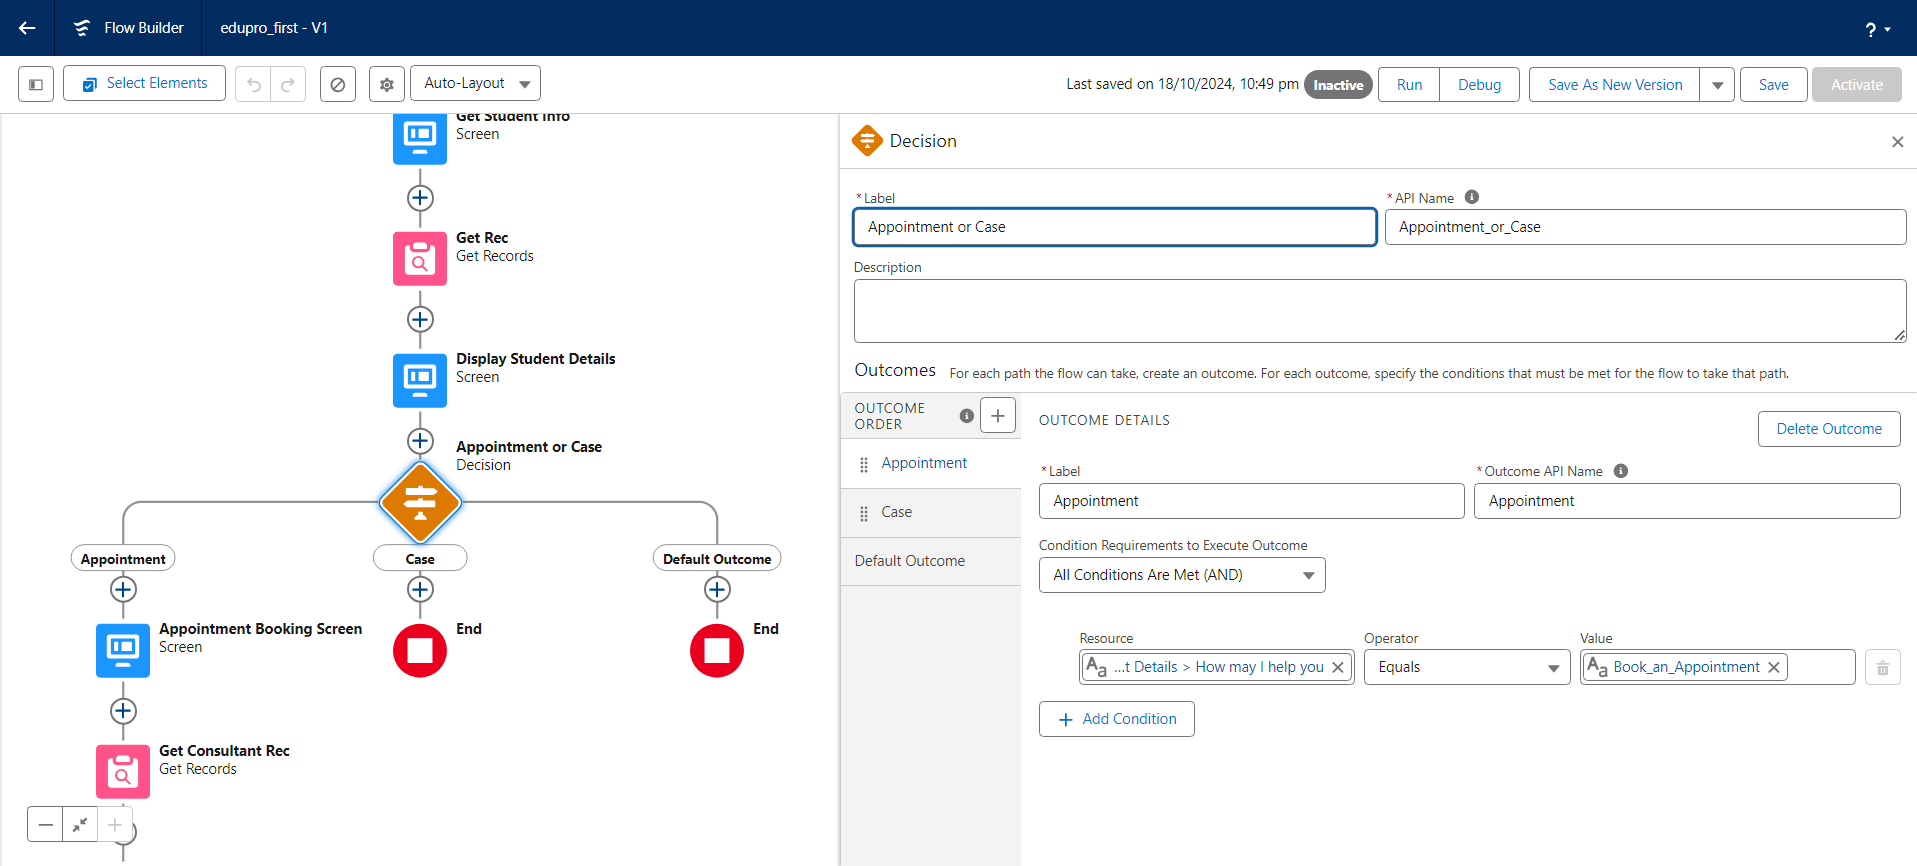 Flow Builder
edupro_first - V1
?
Select Elements
Auto-Layout
Last saved on 18/10/2024, 10:49 pm
Inactive
Run
Debug
Save As New Version
Save
Activate
Get Student Info
Screen
Get Rec
Get Records
Display Student Details
Screen
Appointment or Case
Decision
Appointment
Case
Default Outcome
Appointment Booking Screen
Screen
End
End
Get Consultant Rec
Get Records
Decision
* Label
* API Name
Appointment or Case
Appointment_or_Case
Description
Outcomes For each path the flow can take, create an outcome. For each outcome, specify the conditions that must be met for the flow to take that path.
OUTCOME
ORDER
Appointment
Case
Default Outcome
OUTCOME DETAILS
Delete Outcome
* Label
* Outcome API Name
Appointment
Appointment
Condition Requirements to Execute Outcome
All Conditions Are Met (AND)
Resource
Operator
Value
Aa ...t Details > How may I help you
Equals
Aa Book_an_Appointment
Add Condition